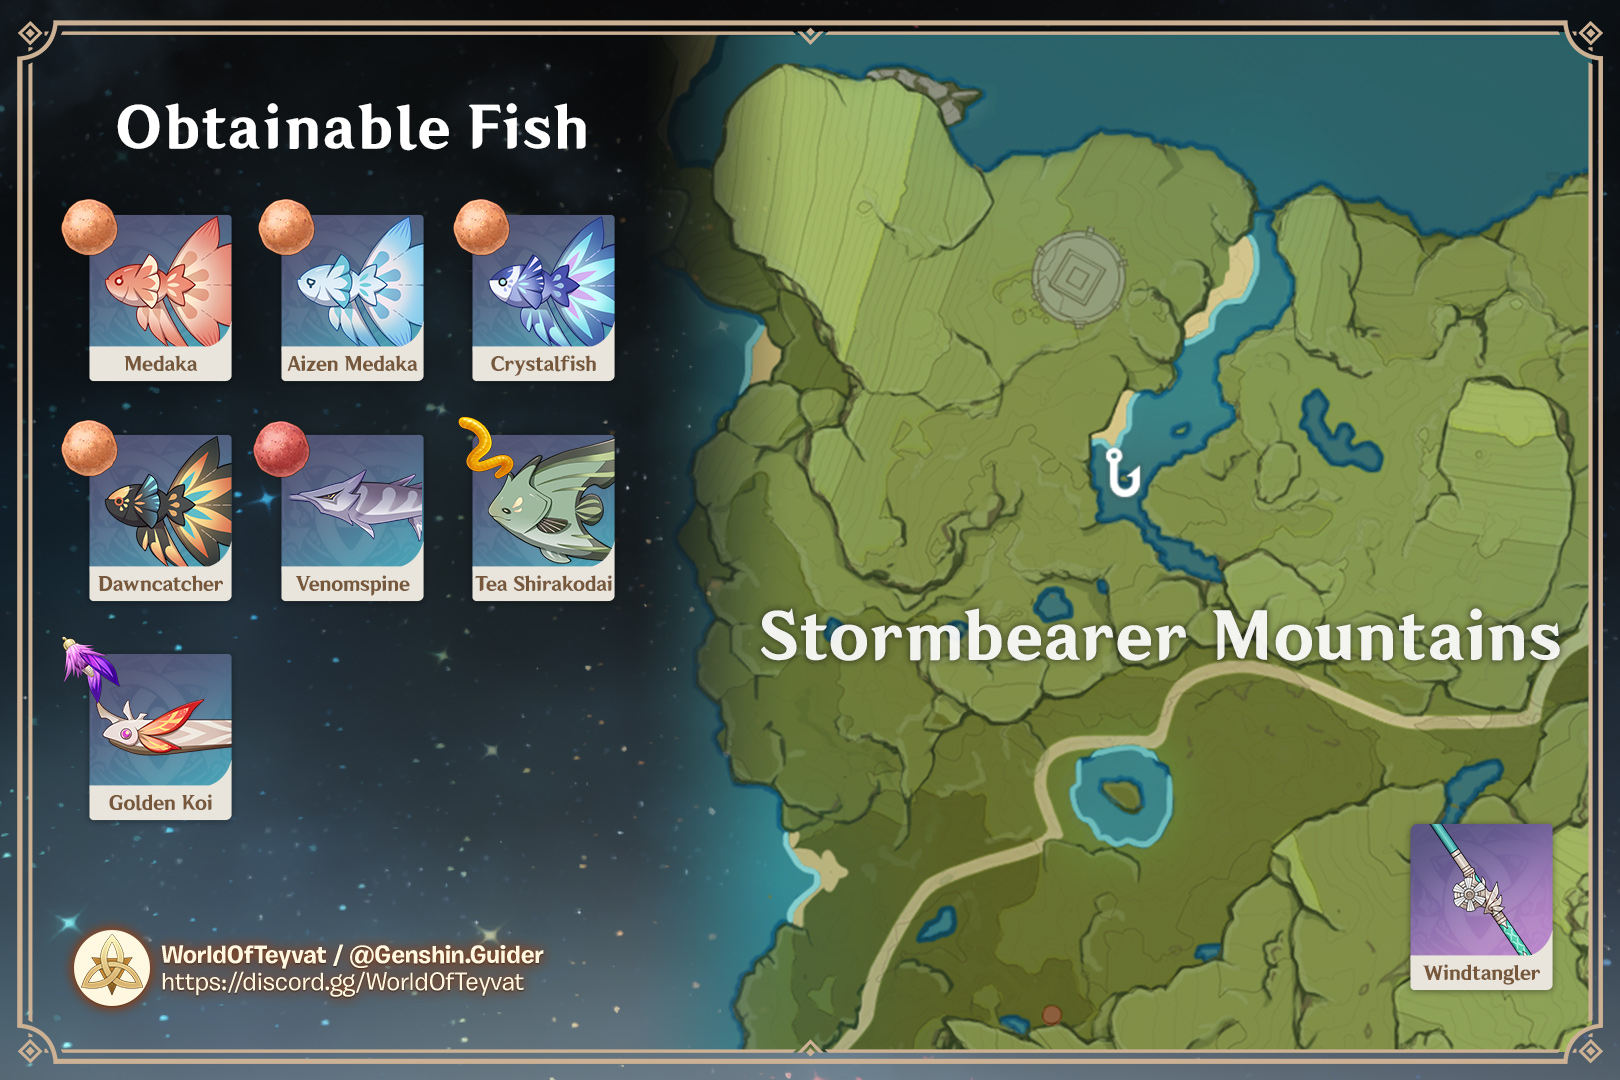 Obtainable Fish
Medaka
Aizen Medaka
Crystalfish
Dawncatcher
Venomspine
Tea Shirakodai
Golden Koi
Stormbearer Mountains
Windtangler
WorldOfTeyvat / @Genshin.Guider
https://discord.gg/WorldOfTeyvat